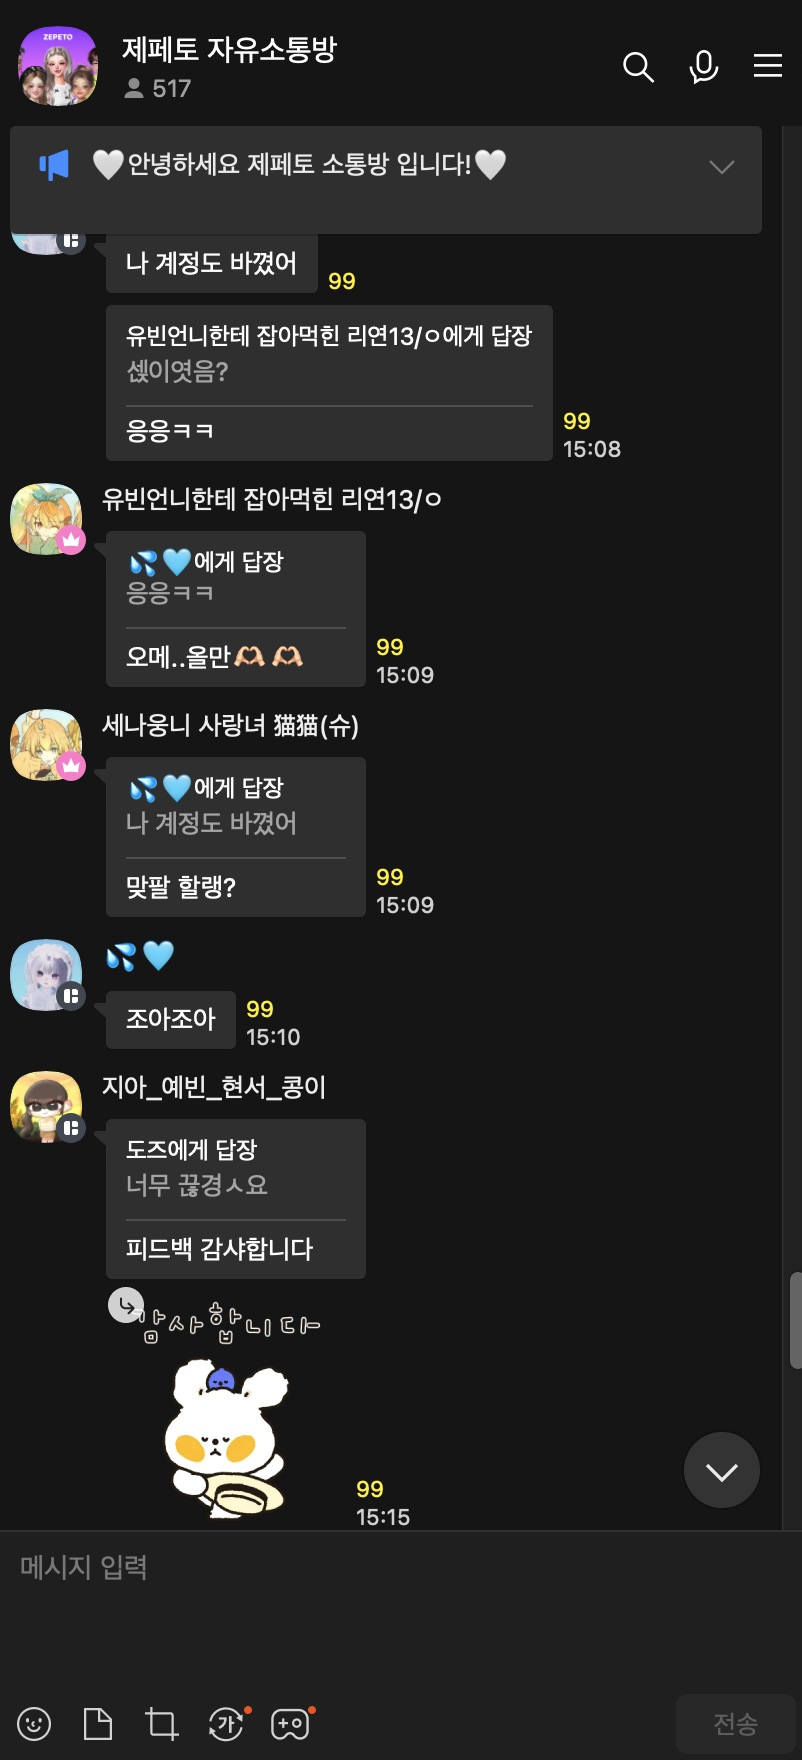 ZEPETO
제페토 자유소통방
517
🤍안녕하세요 제페토 소통방 입니다!🤍
나 계정도 바꼈어
99
유빈언니한테 잡아먹힌 리연13/ㅇ에게 답장
섻이엿음?
응응ㅋㅋ
99
15:08
유빈언니한테 잡아먹힌 리연13/ㅇ
💦🩵에게 답장
응응ㅋㅋ
오메..올만🫶🏻🫶🏻
99
15:09
세나웅니 사랑녀 猫猫(슈)
💦🩵에게 답장
나 계정도 바꼈어
맞팔 할랭?
99
15:09
💦🩵
조아조아
99
15:10
지아_예빈_현서_콩이
도즈에게 답장
너무 끊경ㅅ요
피드백 감샤합니다
감사합니다
99
15:15
메시지 입력
가
전송